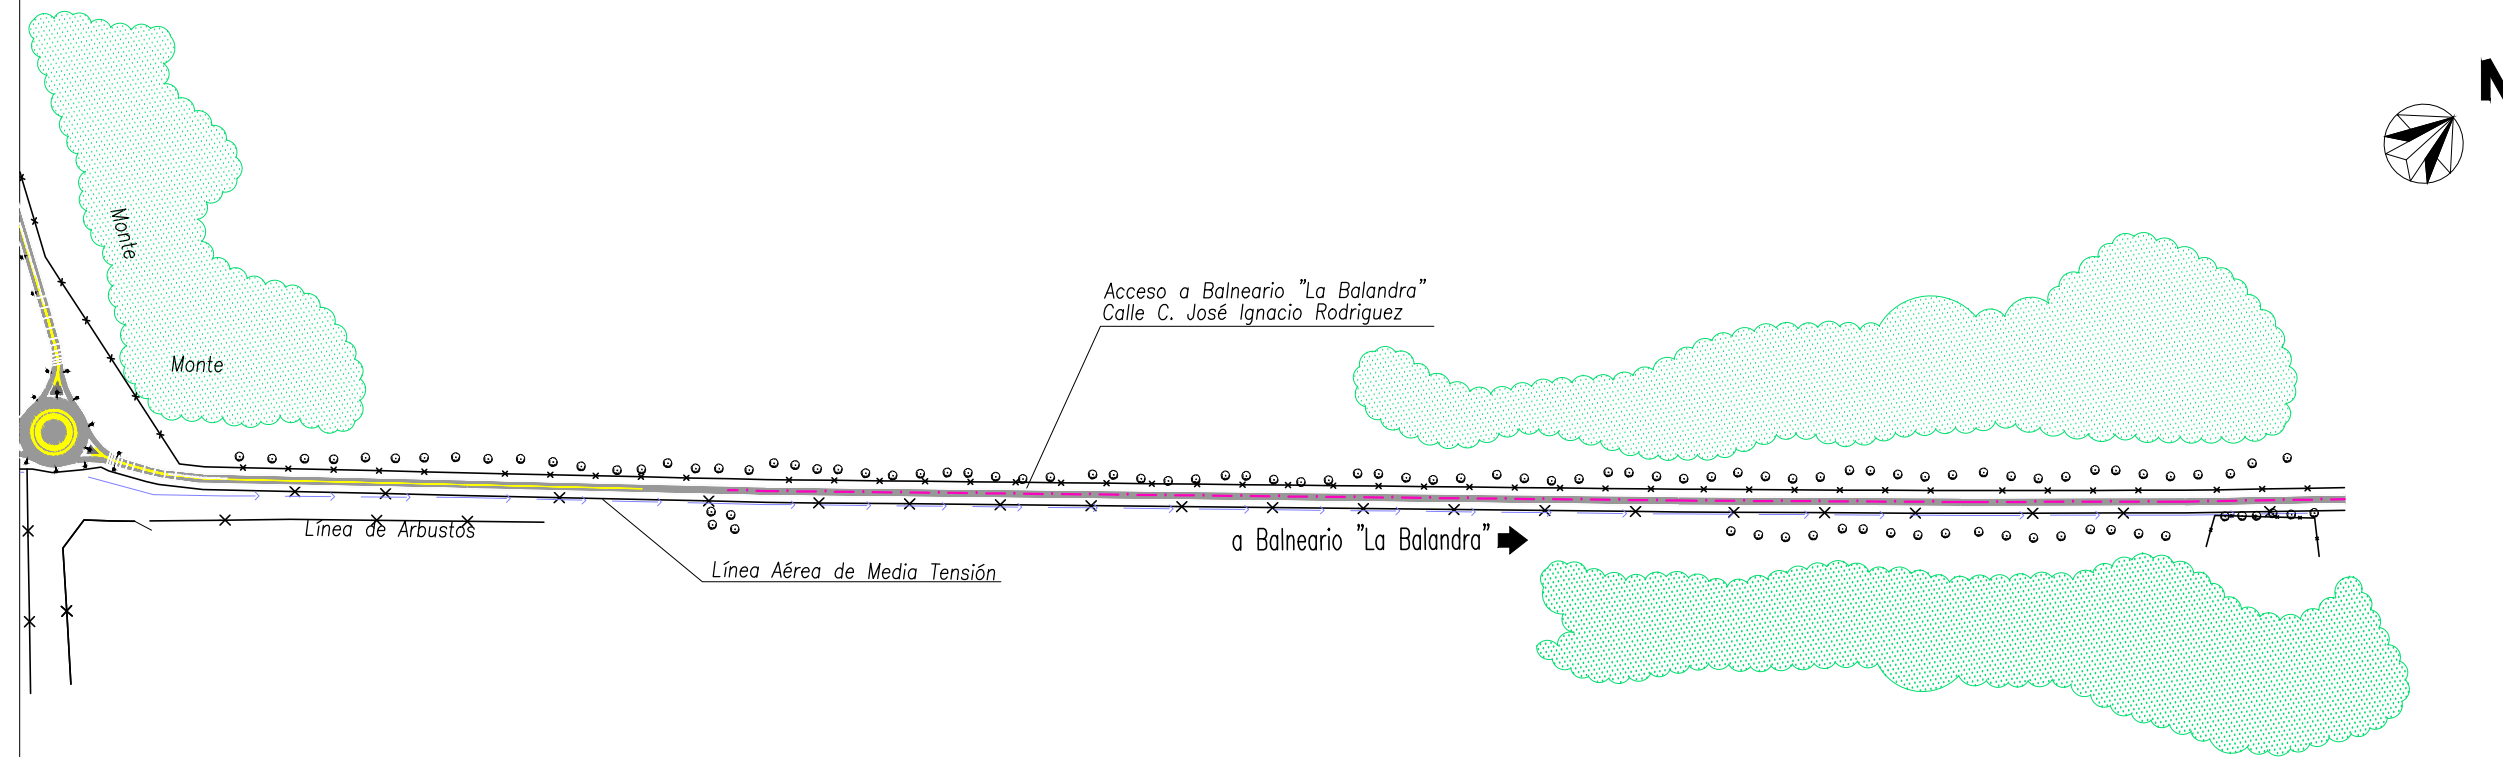 N
Monte
Acceso a Balneario "La Balandra"
Calle C. José Ignacio Rodriguez
Monte
Línea de Arbustos
a Balneario "La Balandra"
Línea Aérea de Media Tensión